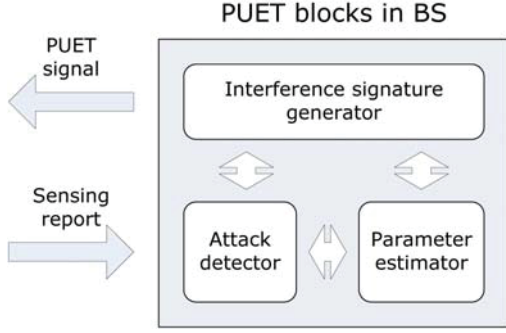 PUET blocks in BS
PUET
signal
Interference signature
generator
Sensing
report
Attack
detector
Parameter
estimator